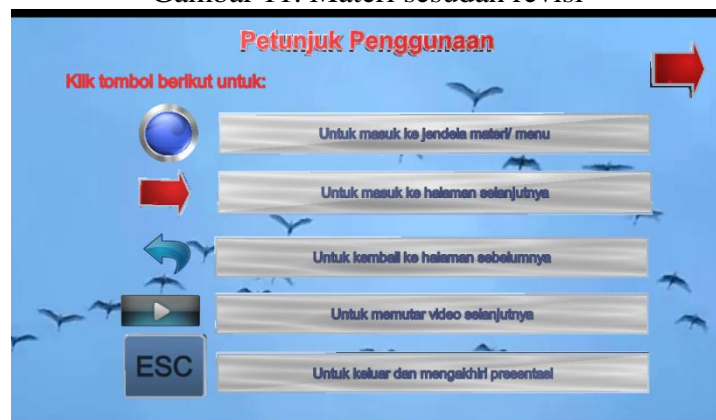 Gambar 11. Materi sesudah revisi
Petunjuk Penggunaan
Klik tombol berikut untuk:
Untuk masuk ke jendela materi/ menu
Untuk masuk ke halaman selanjutnya
Untuk kembali ke halaman sebelumnya
Untuk memutar video selanjutnya
ESC
Untuk keluar dan mengakhiri presentasi